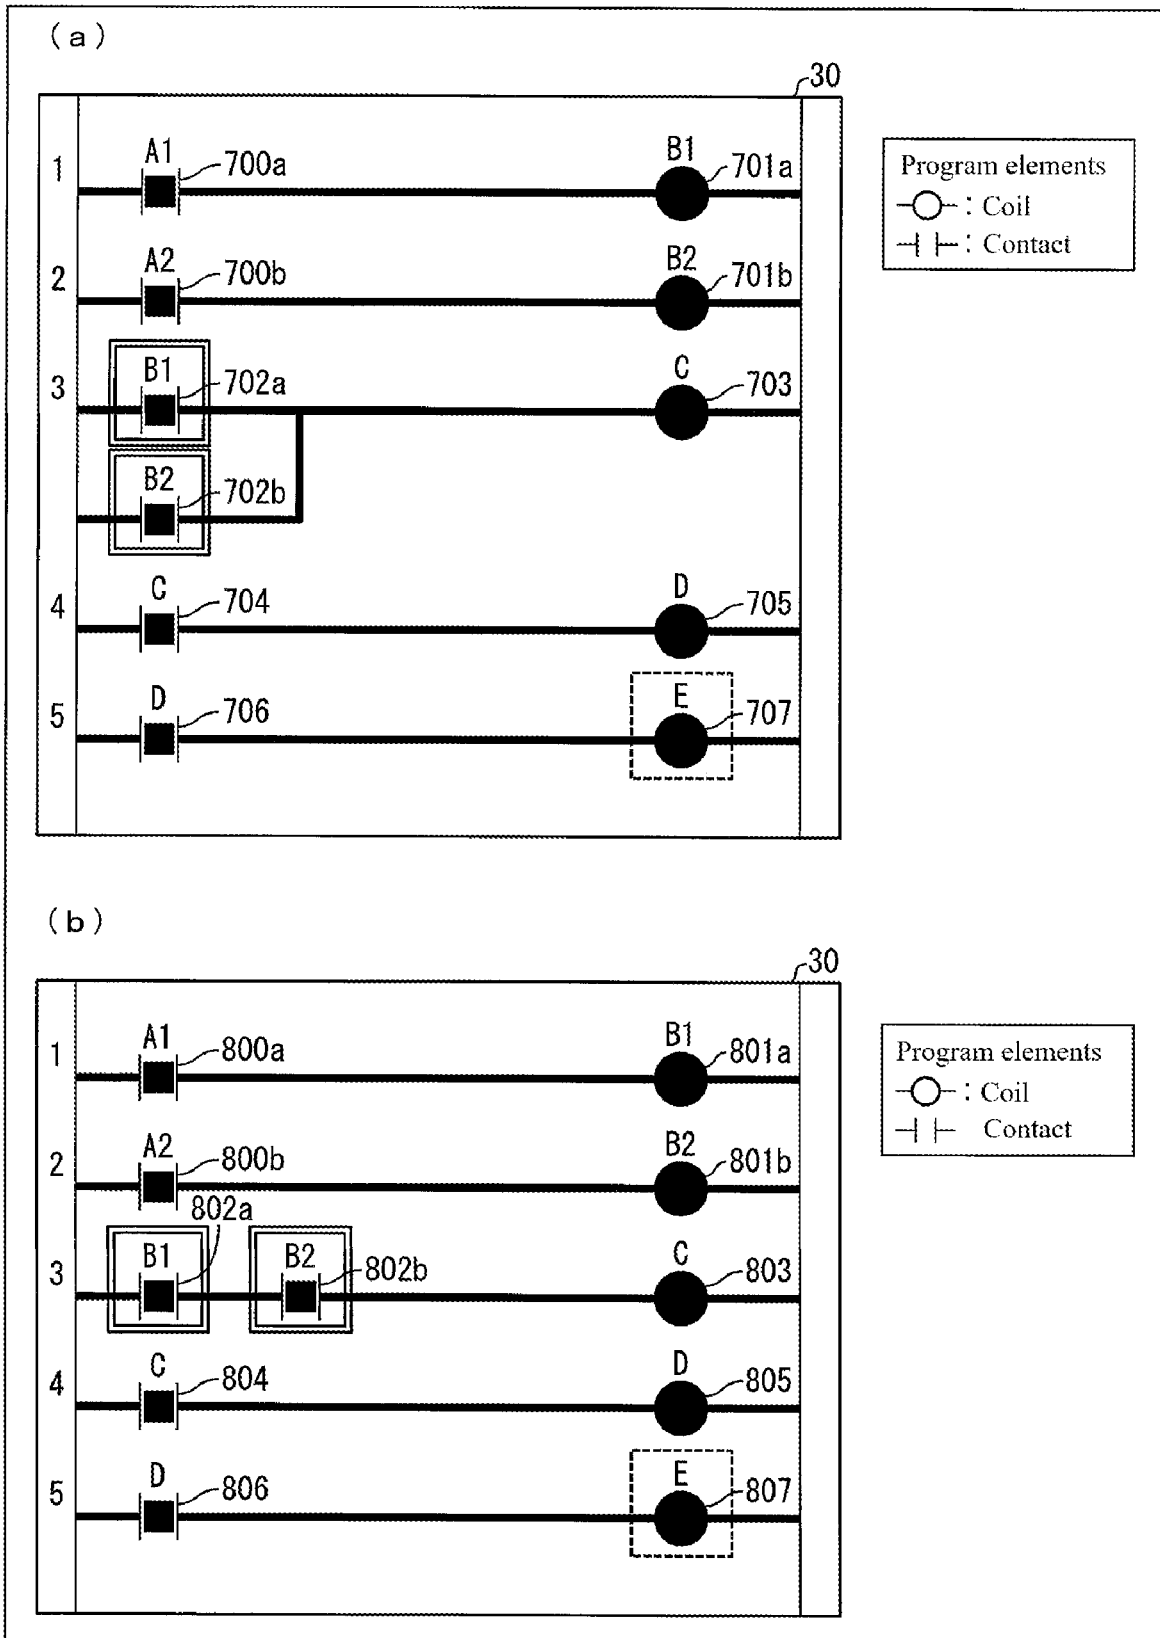 (a)
30
A1 700a B1 701a
1
A2 700b B2 701b
2
B1 702a C 703
3
B2 702b
C 704 D 705
4
D 706 E 707
5
Program elements
: Coil
: Contact
(b)
30
A1 800a B1 801a
1
A2 800b B2 801b
2
802a
B1 B2 802b C 803
3
C 804 D 805
4
D 806 E 807
5
Program elements
: Coil
Contact